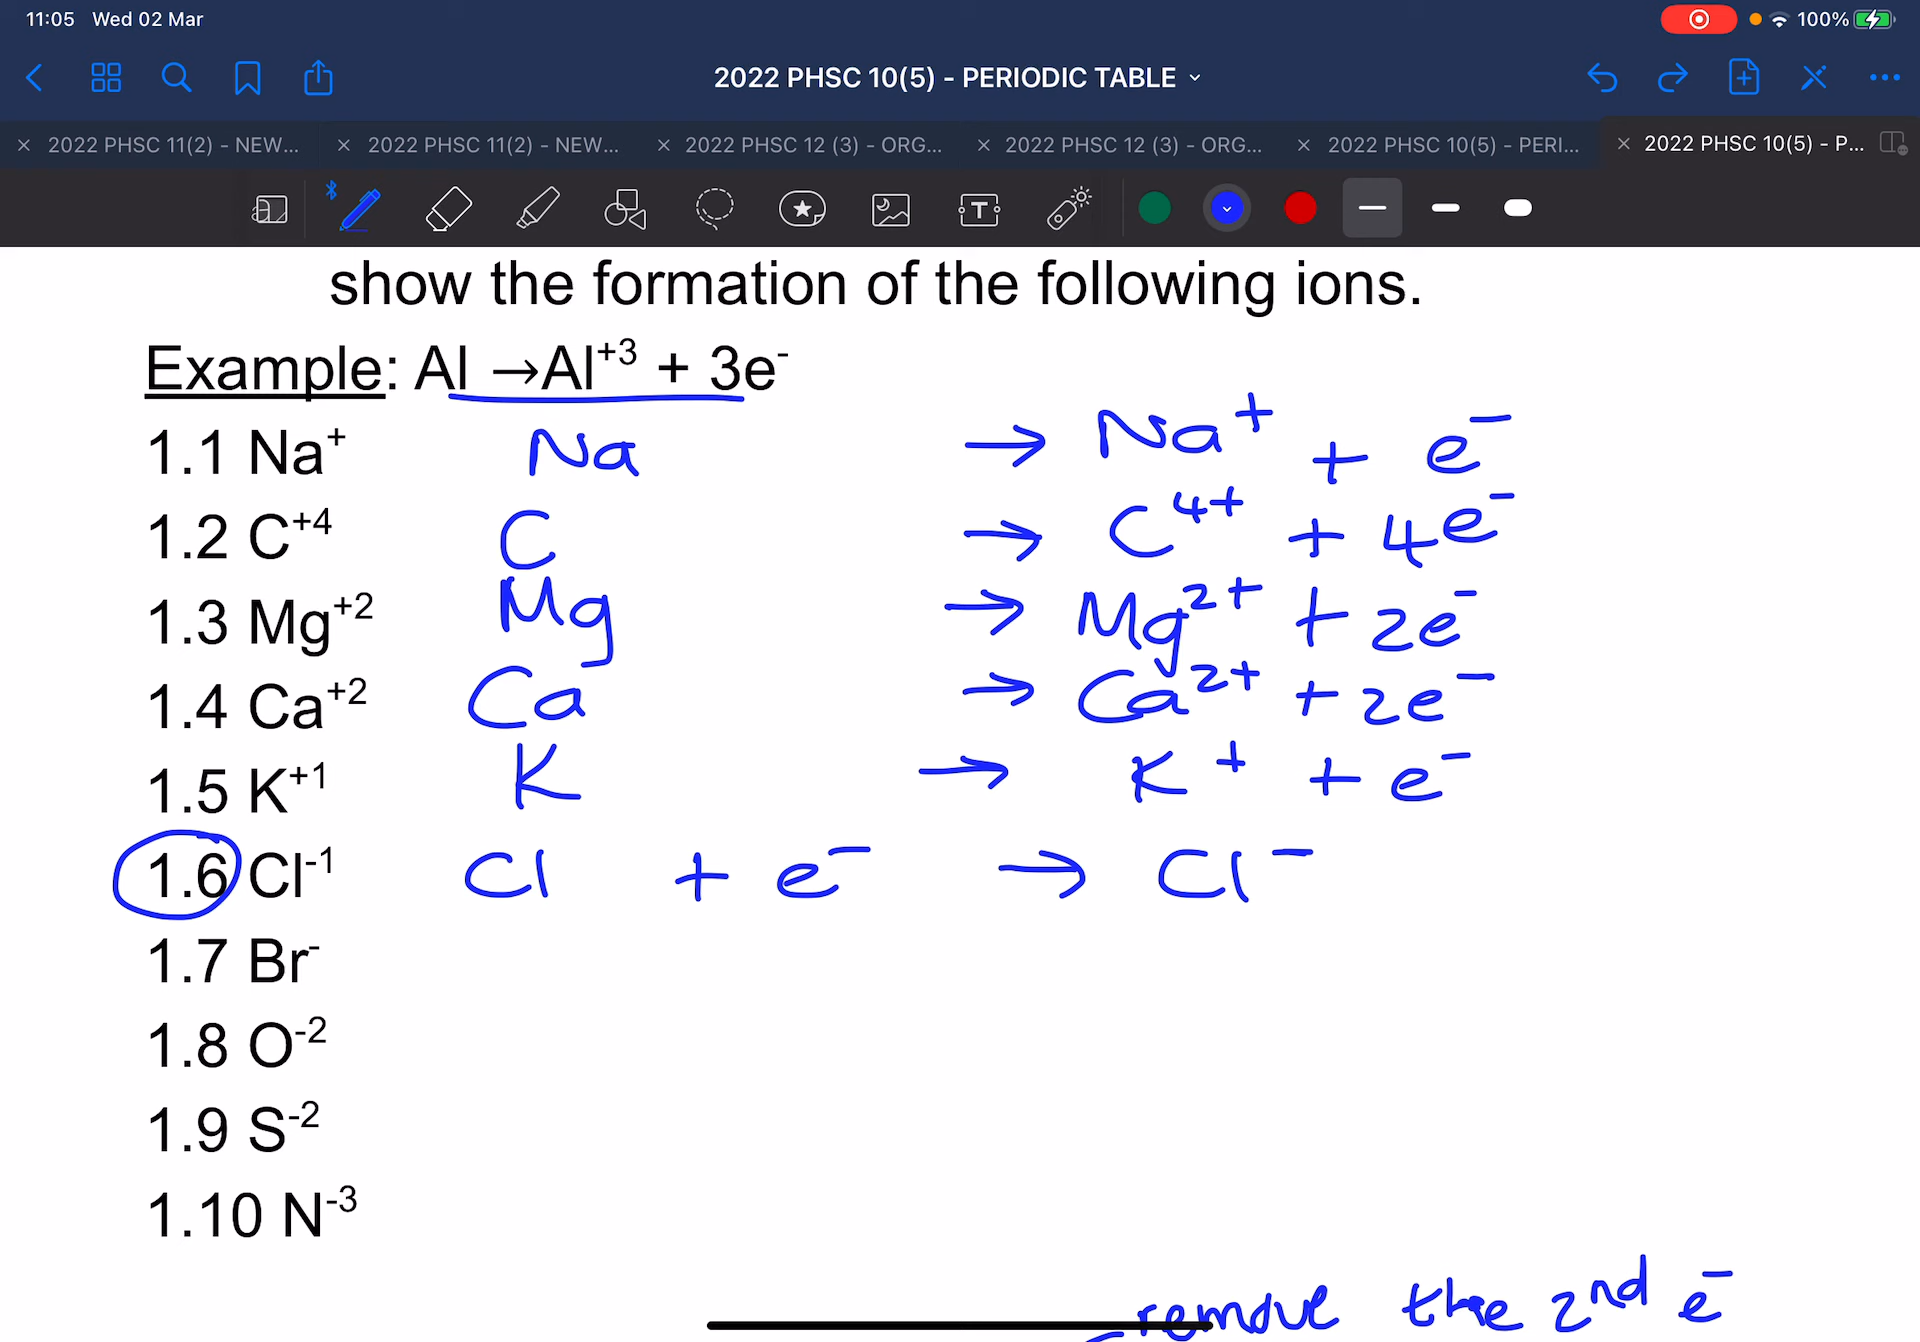 11:05 Wed 02 Mar 100%
2022 PHSC 10(5) - PERIODIC TABLE
2022 PHSC 11(2) - NEW... 2022 PHSC 11(2) - NEW... 2022 PHSC 12 (3) - ORG... 2022 PHSC 12 (3) - ORG... 2022 PHSC 10(5) - PERI... 2022 PHSC 10(5) - P...
show the formation of the following ions.
Example: Al →Al⁺³ + 3e⁻
1.1 Na⁺ Na → Na⁺ + e⁻
1.2 C⁺⁴ C → C⁴⁺ + 4e⁻
1.3 Mg⁺² Mg → Mg²⁺ + 2e⁻
1.4 Ca⁺² Ca → Ca²⁺ + 2e⁻
1.5 K⁺¹ K → K⁺ + e⁻
1.6 Cl⁻¹ Cl + e⁻ → Cl⁻
1.7 Br⁻
1.8 O⁻²
1.9 S⁻²
1.10 N⁻³
remove the 2nd e⁻